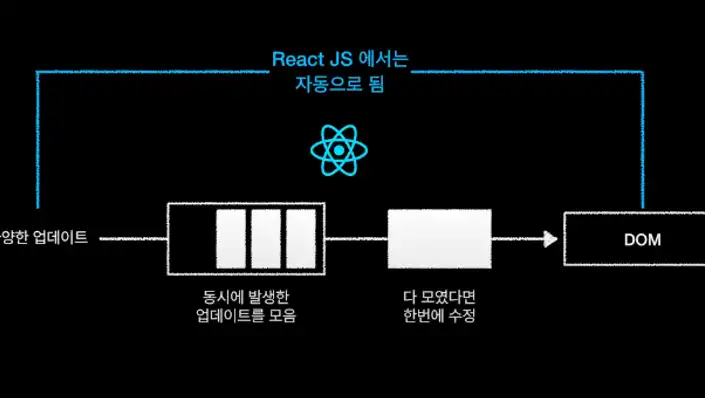 React JS 에서는
자동으로 됨
양한 업데이트
DOM
동시에 발생한
업데이트를 모음
다 모였다면
한번에 수정